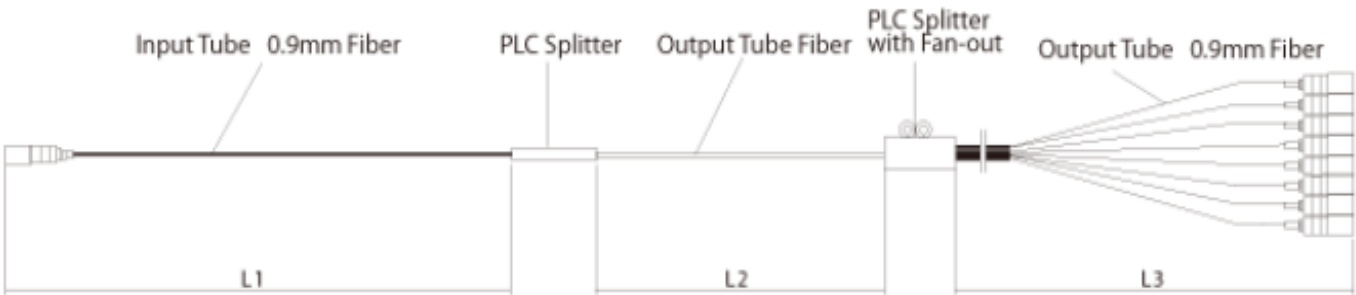 Input Tube 0.9mm Fiber
PLC Splitter
Output Tube Fiber
PLC Splitter
with Fan-out
Output Tube 0.9mm Fiber
L1
L2
L3